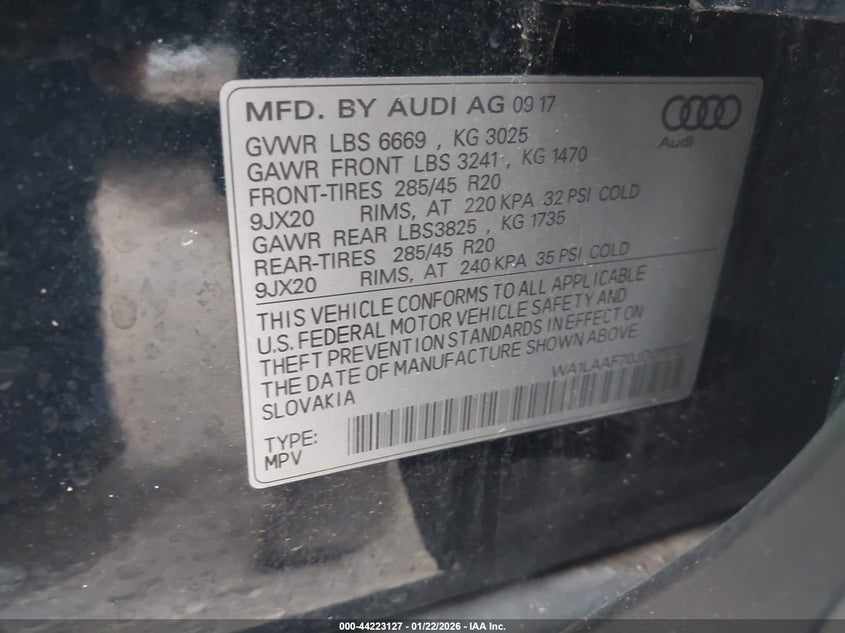 MFD. BY AUDI AG 09 17
Audi
GVWR LBS 6669 , KG 3025
GAWR FRONT LBS 3241 , KG 1470
FRONT-TIRES 285/45 R20
9JX20 RIMS, AT 220 KPA 32 PSI COLD
GAWR REAR LBS3825 , KG 1735
REAR-TIRES 285/45 R20
9JX20 RIMS, AT 240 KPA 35 PSI COLD
THIS VEHICLE CONFORMS TO ALL APPLICABLE
U.S. FEDERAL MOTOR VEHICLE SAFETY AND
THEFT PREVENTION STANDARDS IN EFFECT ON
THE DATE OF MANUFACTURE SHOWN ABOVE
SLOVAKIA
TYPE:
MPV
000-44223127 - 01/22/2026 - IAA Inc.